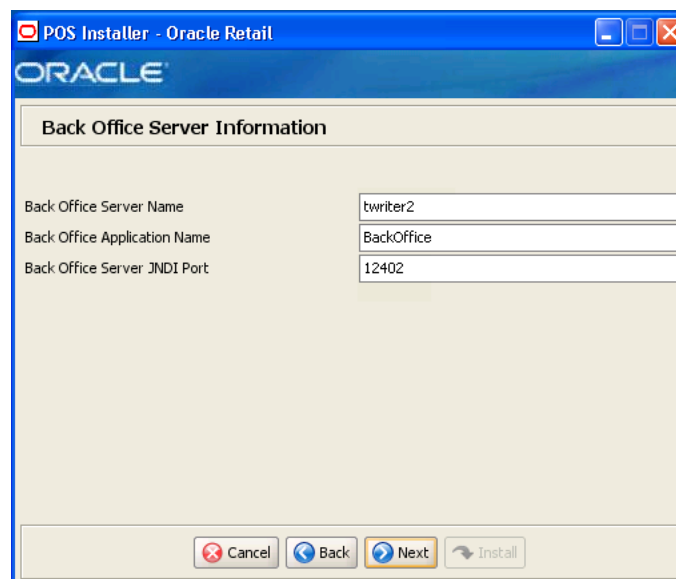 POS Installer - Oracle Retail
ORACLE
Back Office Server Information
Back Office Server Name twriter2
Back Office Application Name BackOffice
Back Office Server JNDI Port 12402
Cancel Back Next Install